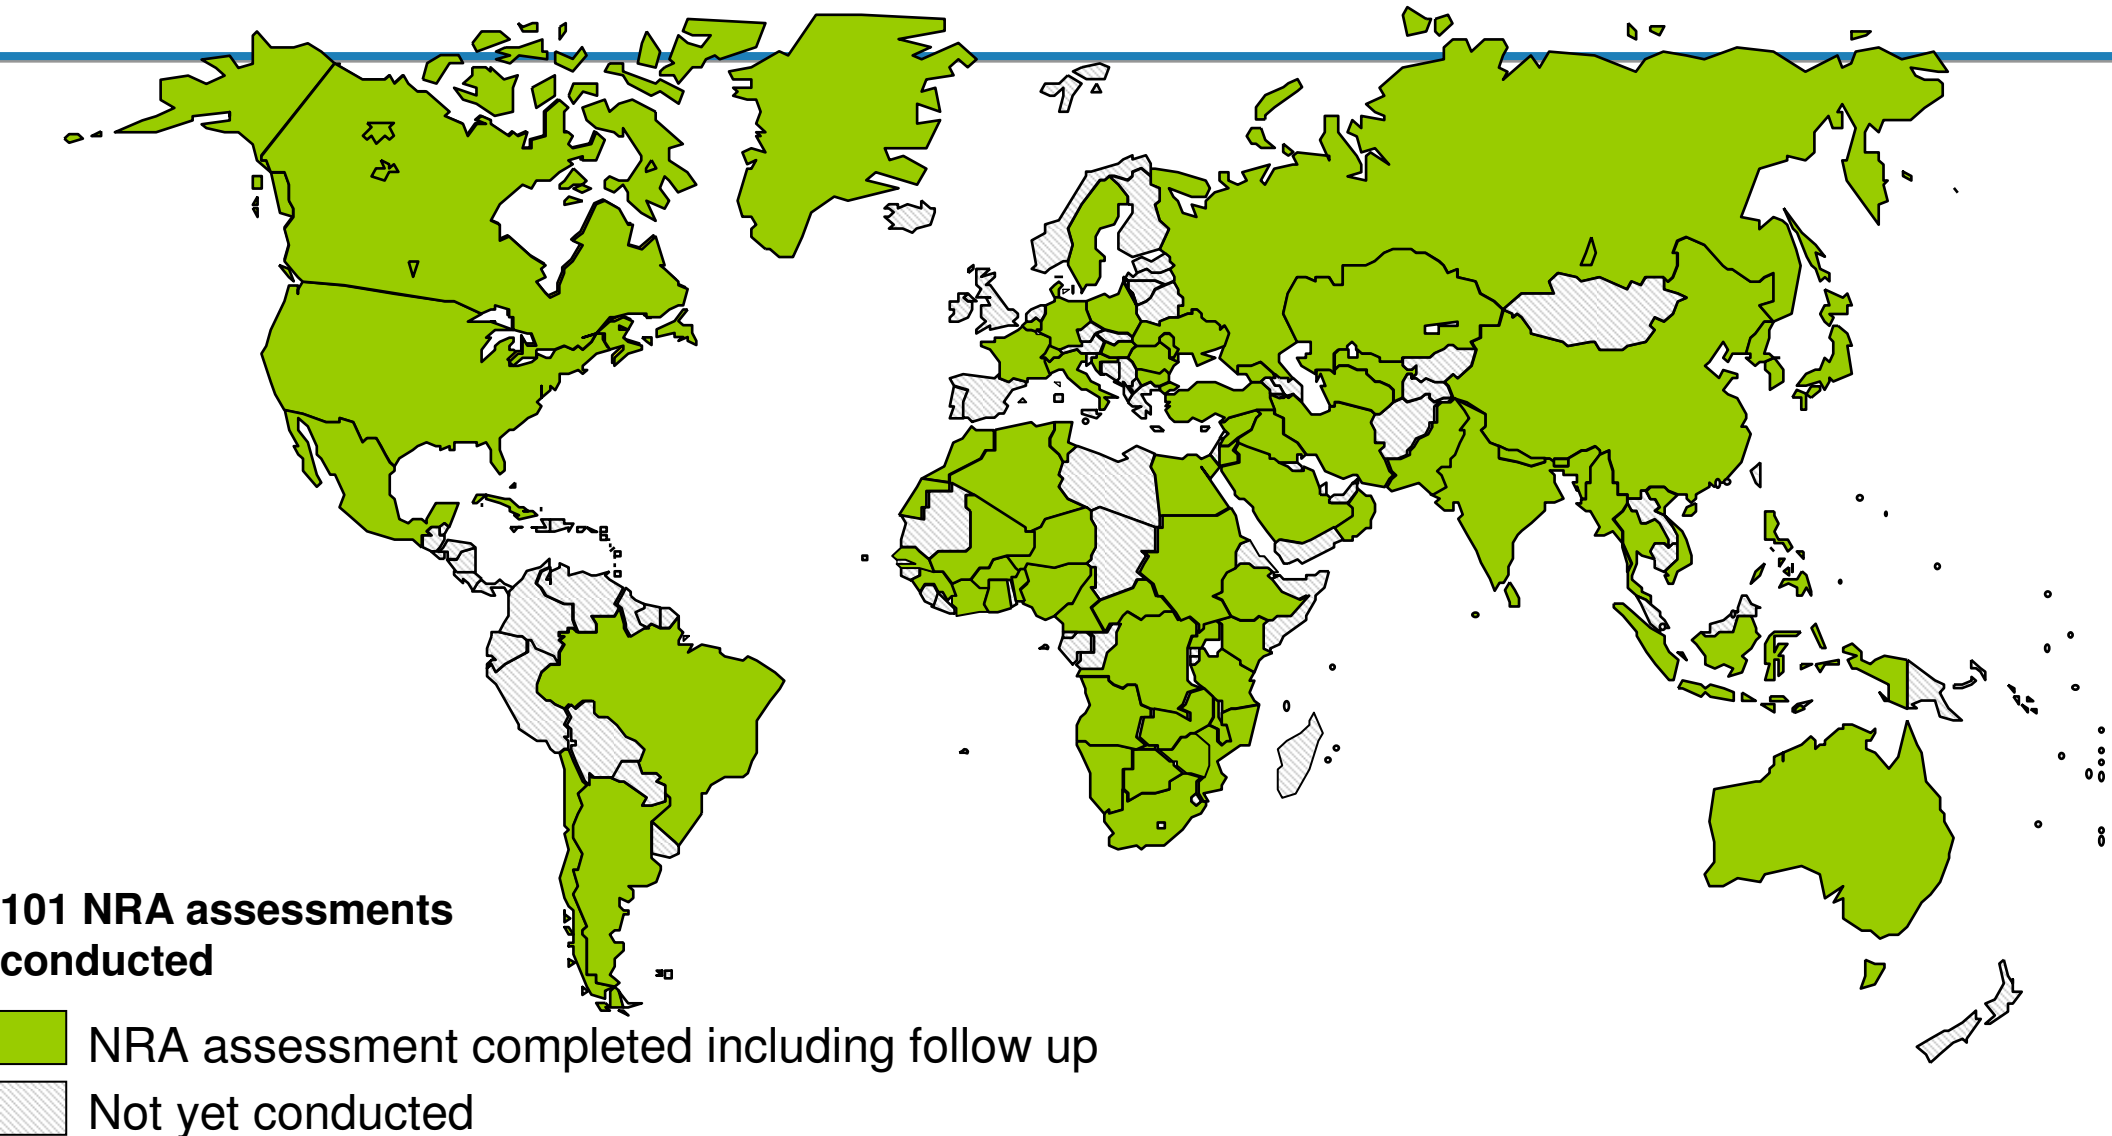 101 NRA assessments
conducted
NRA assessment completed including follow up
Not yet conducted